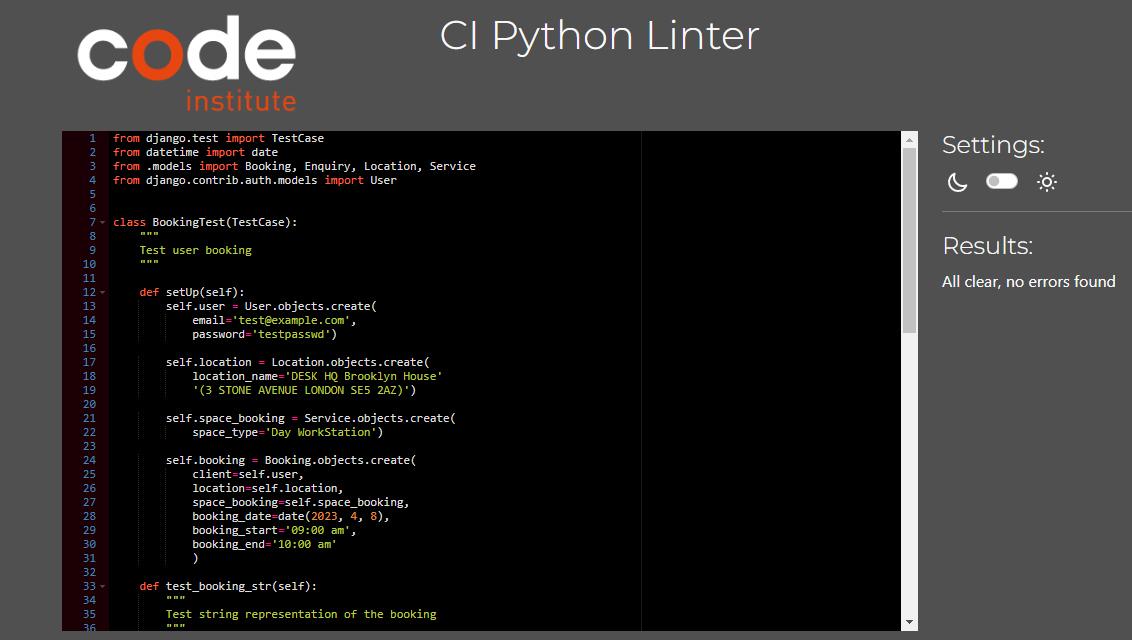 code
institute
CI Python Linter
1 from django.test import TestCase
2 from datetime import date
3 from .models import Booking, Enquiry, Location, Service
4 from django.contrib.auth.models import User
5
6
7 class BookingTest(TestCase):
8     """
9     Test user booking
10     """
11
12     def setUp(self):
13         self.user = User.objects.create(
14             email='test@example.com',
15             password='testpasswd')
16
17         self.location = Location.objects.create(
18             location_name='DESK HQ Brooklyn House'
19             '(3 STONE AVENUE LONDON SE5 2AZ)')
20
21         self.space_booking = Service.objects.create(
22             space_type='Day WorkStation')
23
24         self.booking = Booking.objects.create(
25             client=self.user,
26             location=self.location,
27             space_booking=self.space_booking,
28             booking_date=date(2023, 4, 8),
29             booking_start='09:00 am',
30             booking_end='10:00 am'
31             )
32
33     def test_booking_str(self):
34         """
35         Test string representation of the booking
36         """
Settings:
Results:
All clear, no errors found